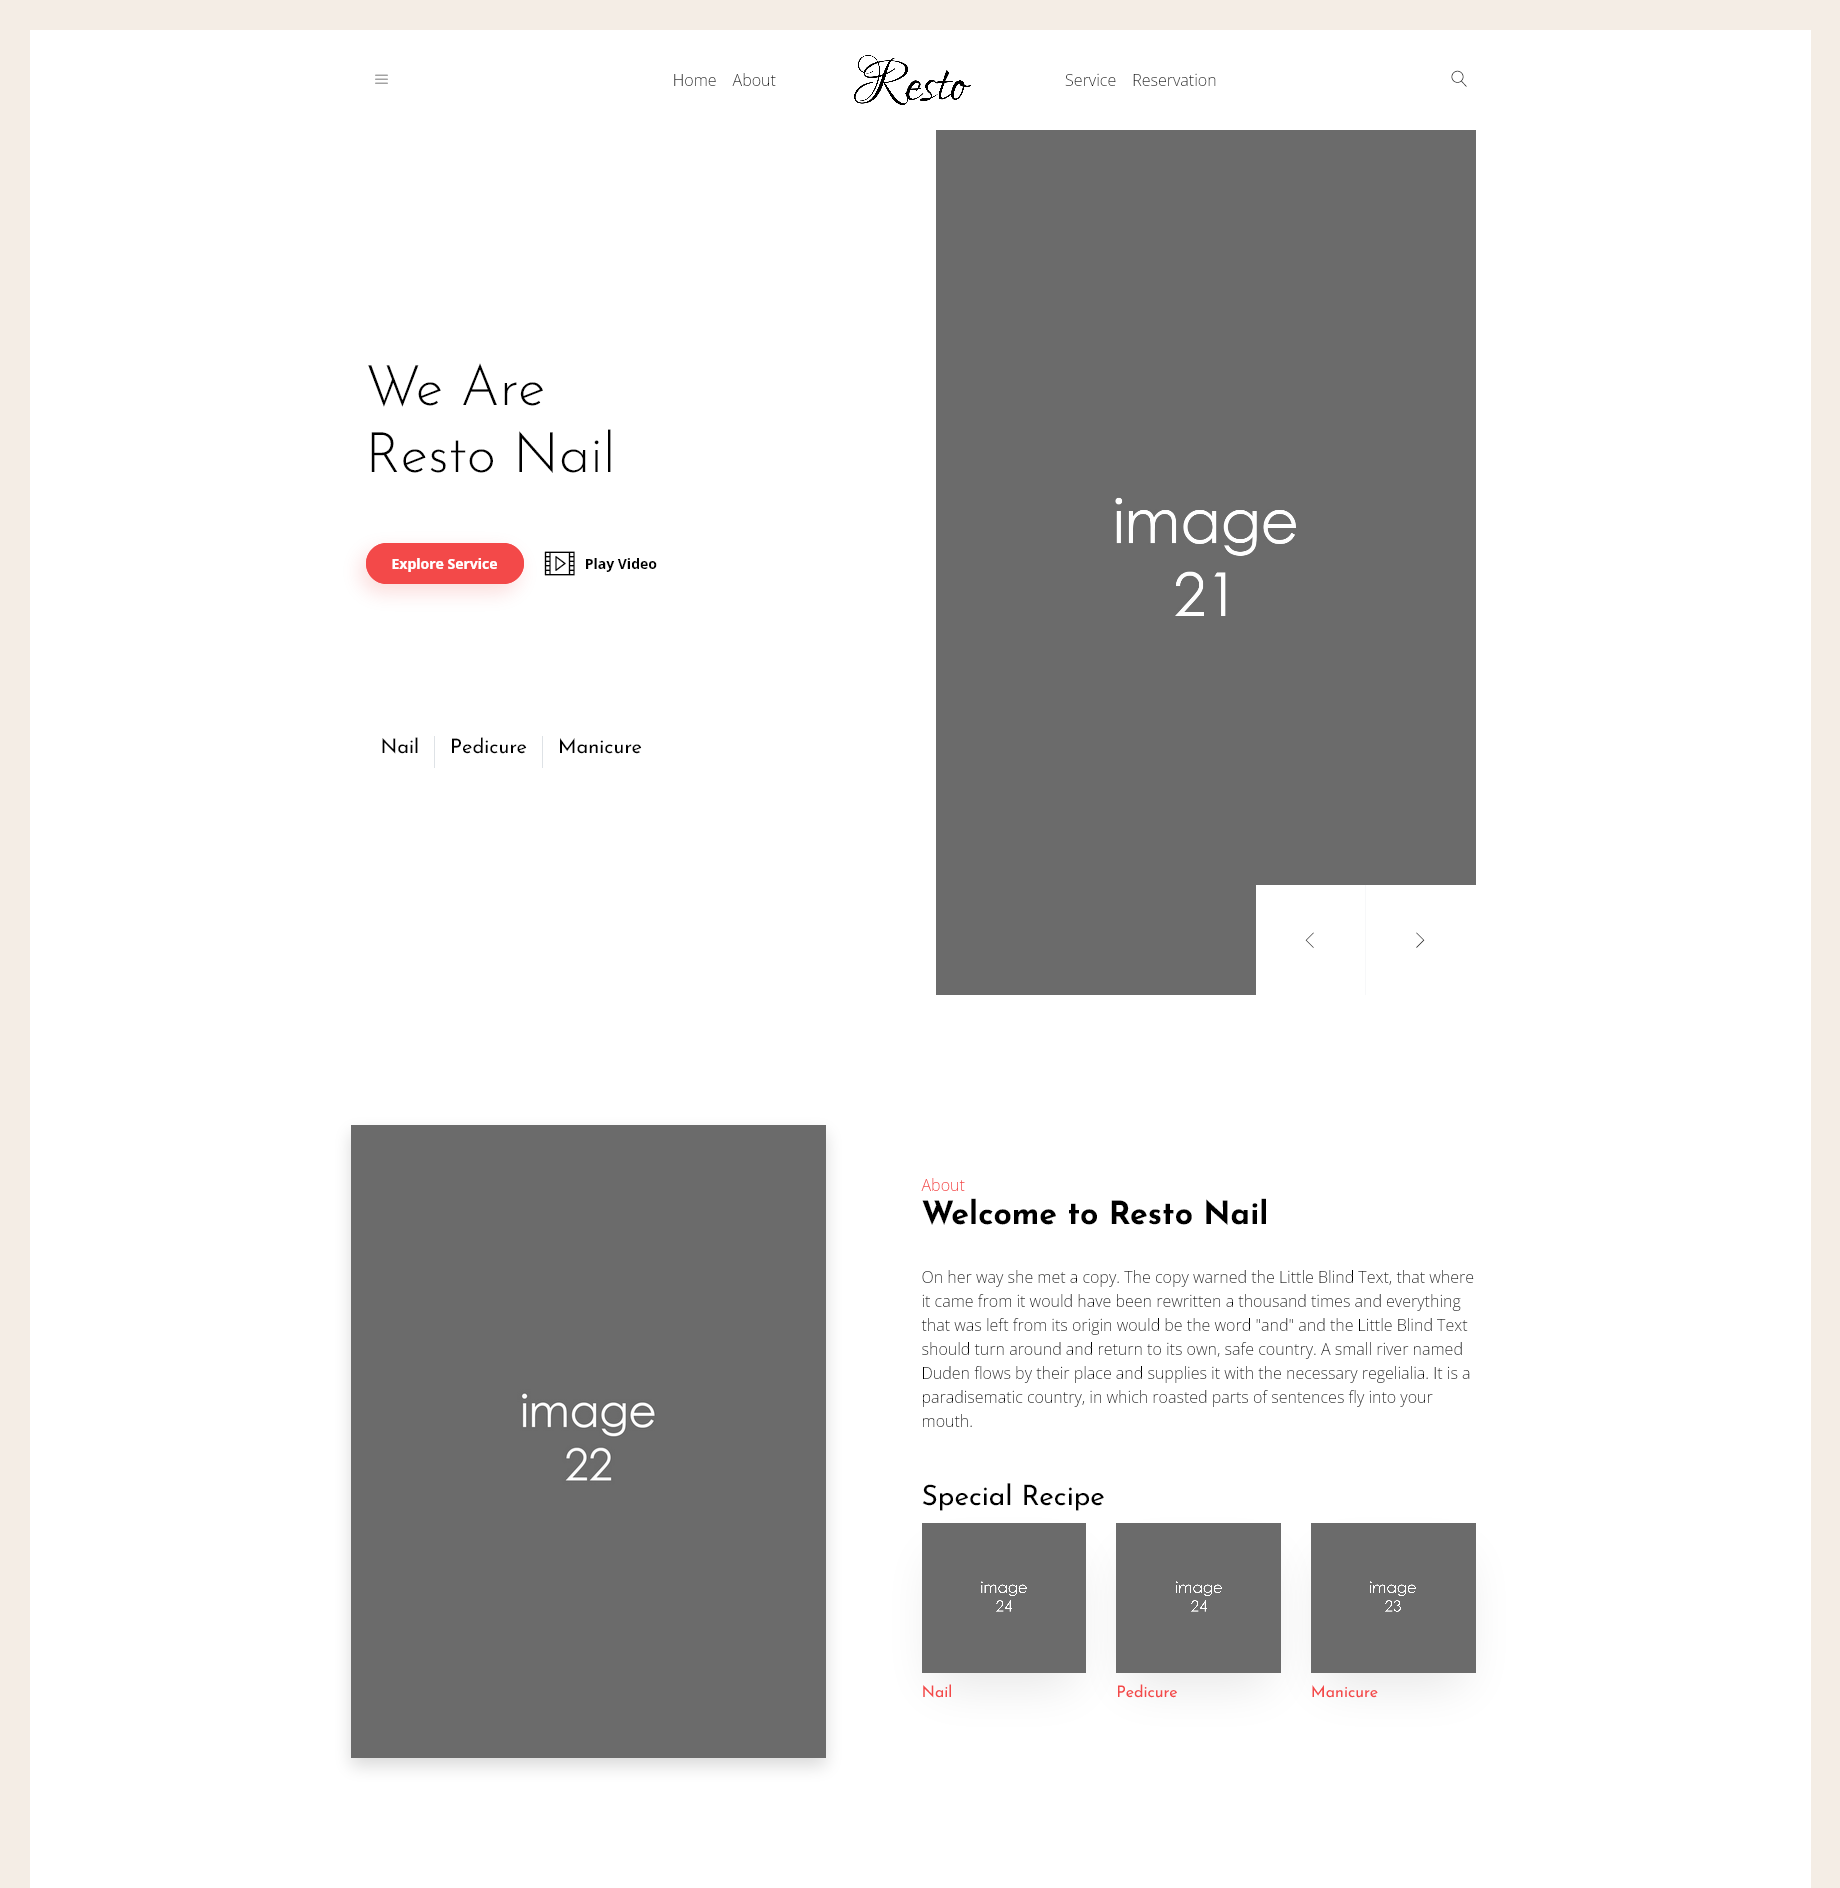 Home About Resto Service Reservation
We Are
Resto Nail
Explore Service Play Video
Nail Pedicure Manicure
image
21
image
22
About
Welcome to Resto Nail
On her way she met a copy. The copy warned the Little Blind Text, that where
it came from it would have been rewritten a thousand times and everything
that was left from its origin would be the word "and" and the Little Blind Text
should turn around and return to its own, safe country. A small river named
Duden flows by their place and supplies it with the necessary regelialia. It is a
paradisematic country, in which roasted parts of sentences fly into your
mouth.
Special Recipe
image
24
image
24
image
23
Nail Pedicure Manicure